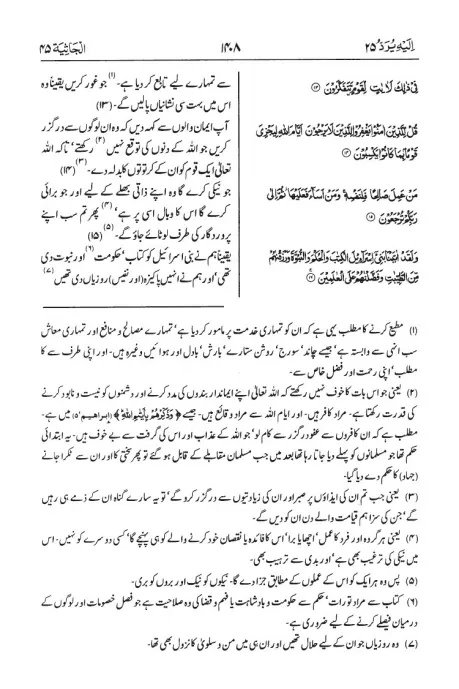 اِلَیْهِ یُرَدُّ ۲۵
۱۴۰۸
الجاثیة ۴۵
فِیْ ذٰلِكَ لَاٰیٰتٍ لِّقَوْمٍ یَّتَفَكَّرُوْنَ ۝۱۳
قُلْ لِّلَّذِیْنَ اٰمَنُوْا یَغْفِرُوْا لِلَّذِیْنَ لَا یَرْجُوْنَ اَیَّامَ اللّٰهِ لِیَجْزِیَ
قَوْمًۢا بِمَا كَانُوْا یَكْسِبُوْنَ ۝۱۴
مَنْ عَمِلَ صَالِحًا فَلِنَفْسِهٖ ۚ وَمَنْ اَسَآءَ فَعَلَیْهَا ؗ ثُمَّ اِلٰی
رَبِّكُمْ تُرْجَعُوْنَ ۝۱۵
وَلَقَدْ اٰتَیْنَا بَنِیْۤ اِسْرَآءِیْلَ الْكِتٰبَ وَالْحُكْمَ وَالنُّبُوَّةَ وَرَزَقْنٰهُمْ
مِّنَ الطَّیِّبٰتِ وَفَضَّلْنٰهُمْ عَلَی الْعٰلَمِیْنَ ۝۱۶
سے تمہارے لیے تابع کر دیا ہے۔ (۱) جو غور کریں یقیناً وہ
اس میں بہت سی نشانیاں پالیں گے۔ (۱۳)
آپ ایمان والوں سے کہہ دیں کہ وہ ان لوگوں سے درگزر
کریں جو اللہ کے دنوں کی توقع نہیں (۲) رکھتے، تاکہ اللہ
تعالیٰ ایک قوم کو ان کے کرتوتوں کا بدلہ دے۔ (۳) (۱۴)
جو نیکی کرے گا وہ اپنے ذاتی بھلے کے لیے اور جو برائی
کرے گا اس کا وبال اسی پر ہے، (۴) پھر تم سب اپنے
پروردگار کی طرف لوٹائے جاؤ گے۔ (۵) (۱۵)
یقیناً ہم نے بنی اسرائیل کو کتاب، حکومت (۶) اور نبوت دی
تھی، اور ہم نے انہیں پاکیزہ (اور نفیس) روزیاں دی تھیں (۷)
(۱) مطیع کرنے کا مطلب یہی ہے کہ ان کو تمہاری خدمت پر مامور کر دیا ہے، تمہارے مصالح و منافع اور تمہاری معاش
سب انہی سے وابستہ ہے، جیسے چاند، سورج، روشن ستارے، بارش، بادل اور ہوائیں وغیرہ ہیں۔ اور اپنی طرف سے کا
مطلب، اپنی رحمت اور فضل خاص سے۔
(۲) یعنی جو اس بات کا خوف نہیں رکھتے کہ اللہ تعالیٰ اپنے ایماندار بندوں کی مدد کرنے اور دشمنوں کو نیست و نابود کرنے
کی قدرت رکھتا ہے۔ مراد کافر ہیں۔ اور ایام اللہ سے مراد وقائع ہیں۔ جیسے ﴿ وَذَكِّرْهُمْ بِاَیّٰىمِ اللّٰهِ ﴾ (إبراهيم،۵) میں ہے۔
مطلب ہے کہ ان کافروں سے عفو و درگزر سے کام لو، جو اللہ کے عذاب اور اس کی گرفت سے بے خوف ہیں۔ یہ ابتدائی
حکم تھا جو مسلمانوں کو پہلے دیا جاتا رہا تھا بعد میں جب مسلمان مقابلے کے قابل ہو گئے تو پھر سختی کا اور ان سے ٹکرا جانے
(جہاد) کا حکم دے دیا گیا۔
(۳) یعنی جب تم ان کی ایذاؤں پر صبر اور ان کی زیادتیوں سے درگزر کرو گے، تو یہ سارے گناہ ان کے ذمے ہی رہیں
گے، جن کی سزا ہم قیامت والے دن ان کو دیں گے۔
(۴) یعنی ہر گروہ اور فرد کا عمل، اچھا یا برا، اس کا فائدہ یا نقصان خود کرنے والے کو ہی پہنچے گا، کسی دوسرے کو نہیں۔ اس
میں نیکی کی ترغیب بھی ہے، اور بدی سے ترہیب بھی۔
(۵) پس وہ ہر ایک کو اس کے عملوں کے مطابق جزا دے گا۔ نیکوں کو نیک اور بروں کو بری۔
(۶) کتاب سے مراد تورات، حکم سے حکومت و بادشاہت یا فہم و قضا کی وہ صلاحیت ہے جو فصل خصومات اور لوگوں کے
درمیان فیصلے کرنے کے لیے ضروری ہے۔
(۷) وہ روزیاں جو ان کے لیے حلال تھیں اور ان ہی میں من و سلویٰ کا نزول بھی تھا۔